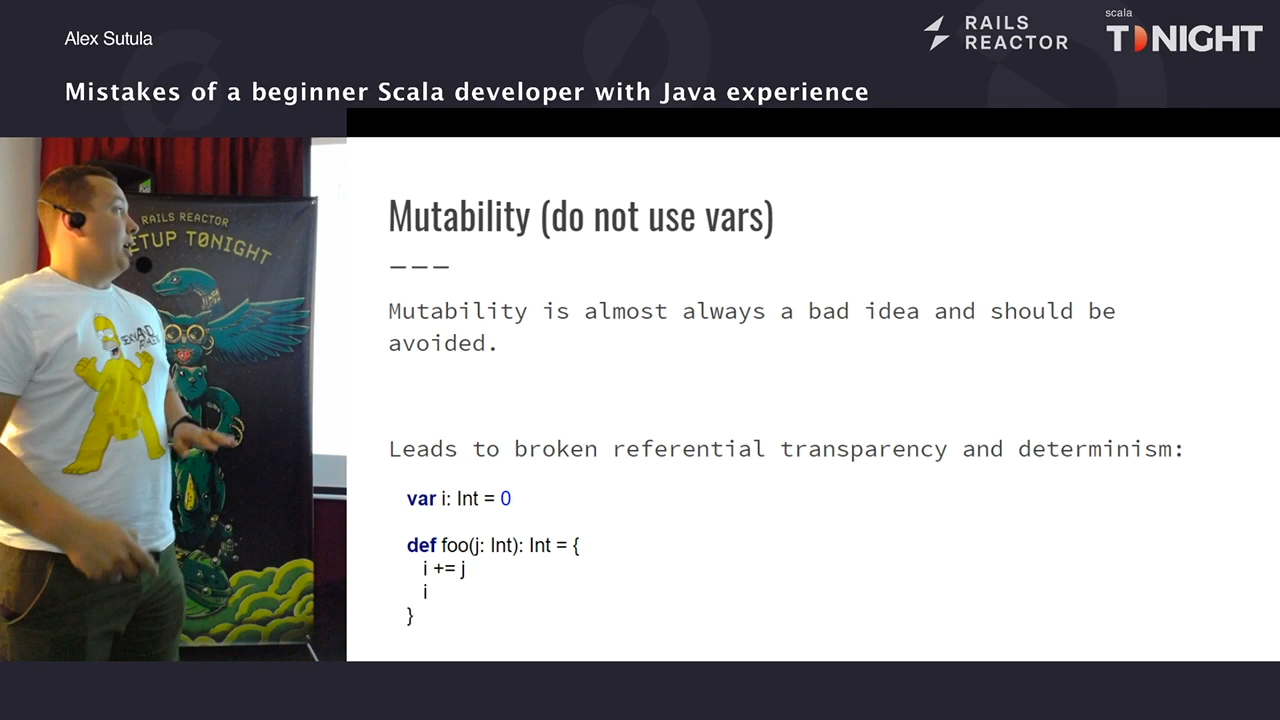 Alex Sutula
RAILS
REACTOR
scala
TONIGHT
Mistakes of a beginner Scala developer with Java experience
RAILS REACTOR
ETUP TONIGHT
Mutability (do not use vars)
Mutability is almost always a bad idea and should be
avoided.
Leads to broken referential transparency and determinism:
var i: Int = 0
def foo(j: Int): Int = {
i += j
i
}